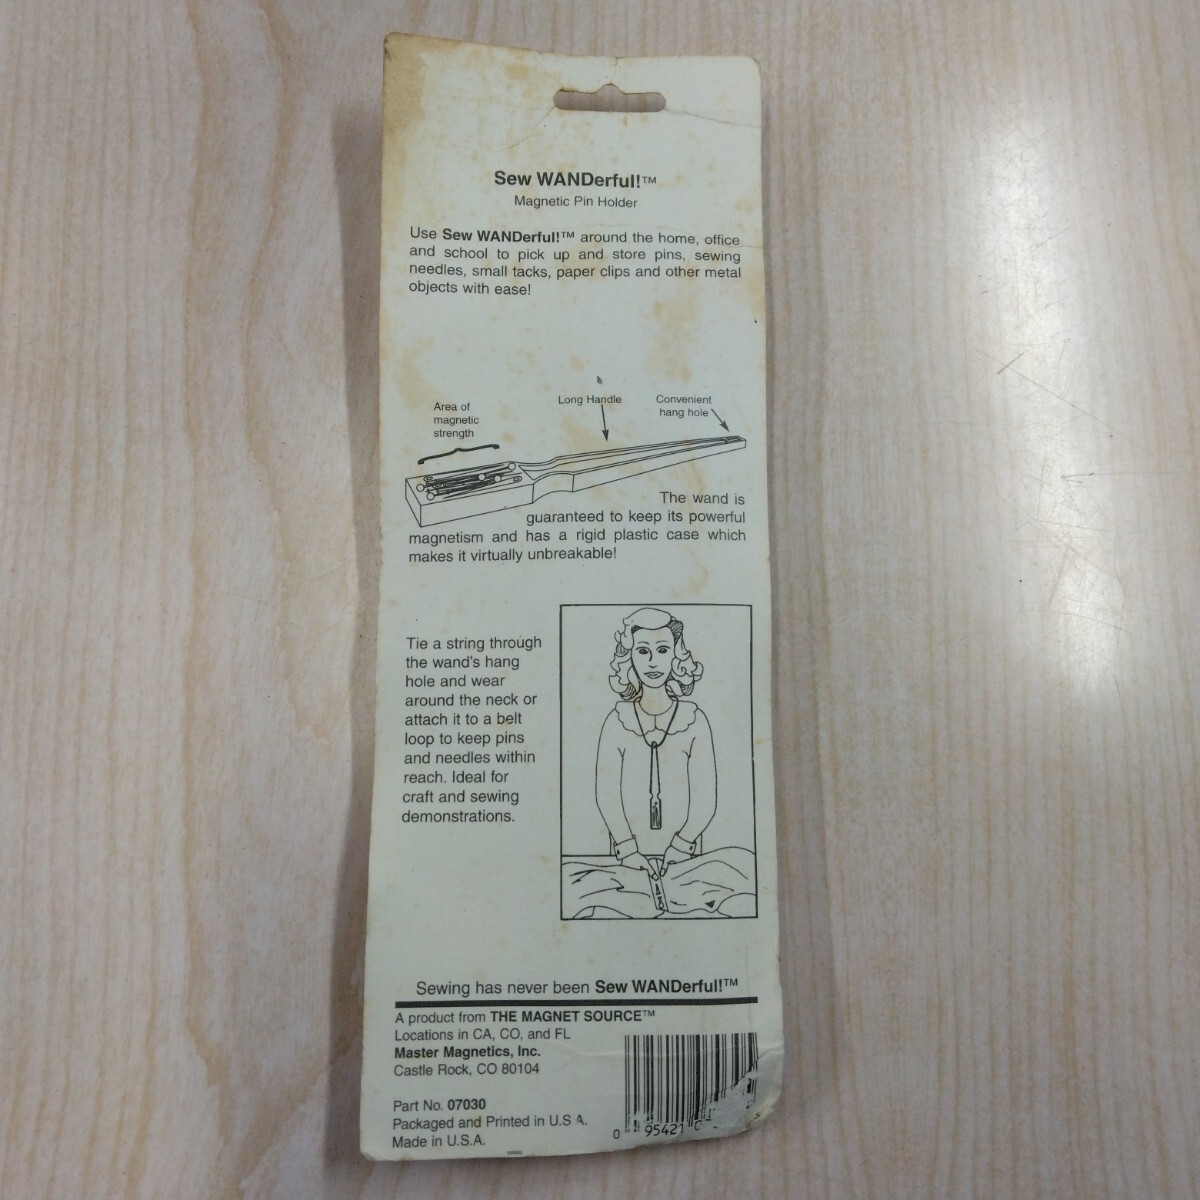 Sew WANDerful!™
Magnetic Pin Holder
Use Sew WANDerful!™ around the home, office
and school to pick up and store pins, sewing
needles, small tacks, paper clips and other metal
objects with ease!
Area of
magnetic
strength
Long Handle
Convenient
hang hole
The wand is
guaranteed to keep its powerful
magnetism and has a rigid plastic case which
makes it virtually unbreakable!
Tie a string through
the wand's hang
hole and wear
around the neck or
attach it to a belt
loop to keep pins
and needles within
reach. Ideal for
craft and sewing
demonstrations.
Sewing has never been Sew WANDerful!™
A product from THE MAGNET SOURCE™
Locations in CA, CO, and FL
Master Magnetics, Inc.
Castle Rock, CO 80104
Part No. 07030
Packaged and Printed in U.S.A.
Made in U.S.A.
0 95421